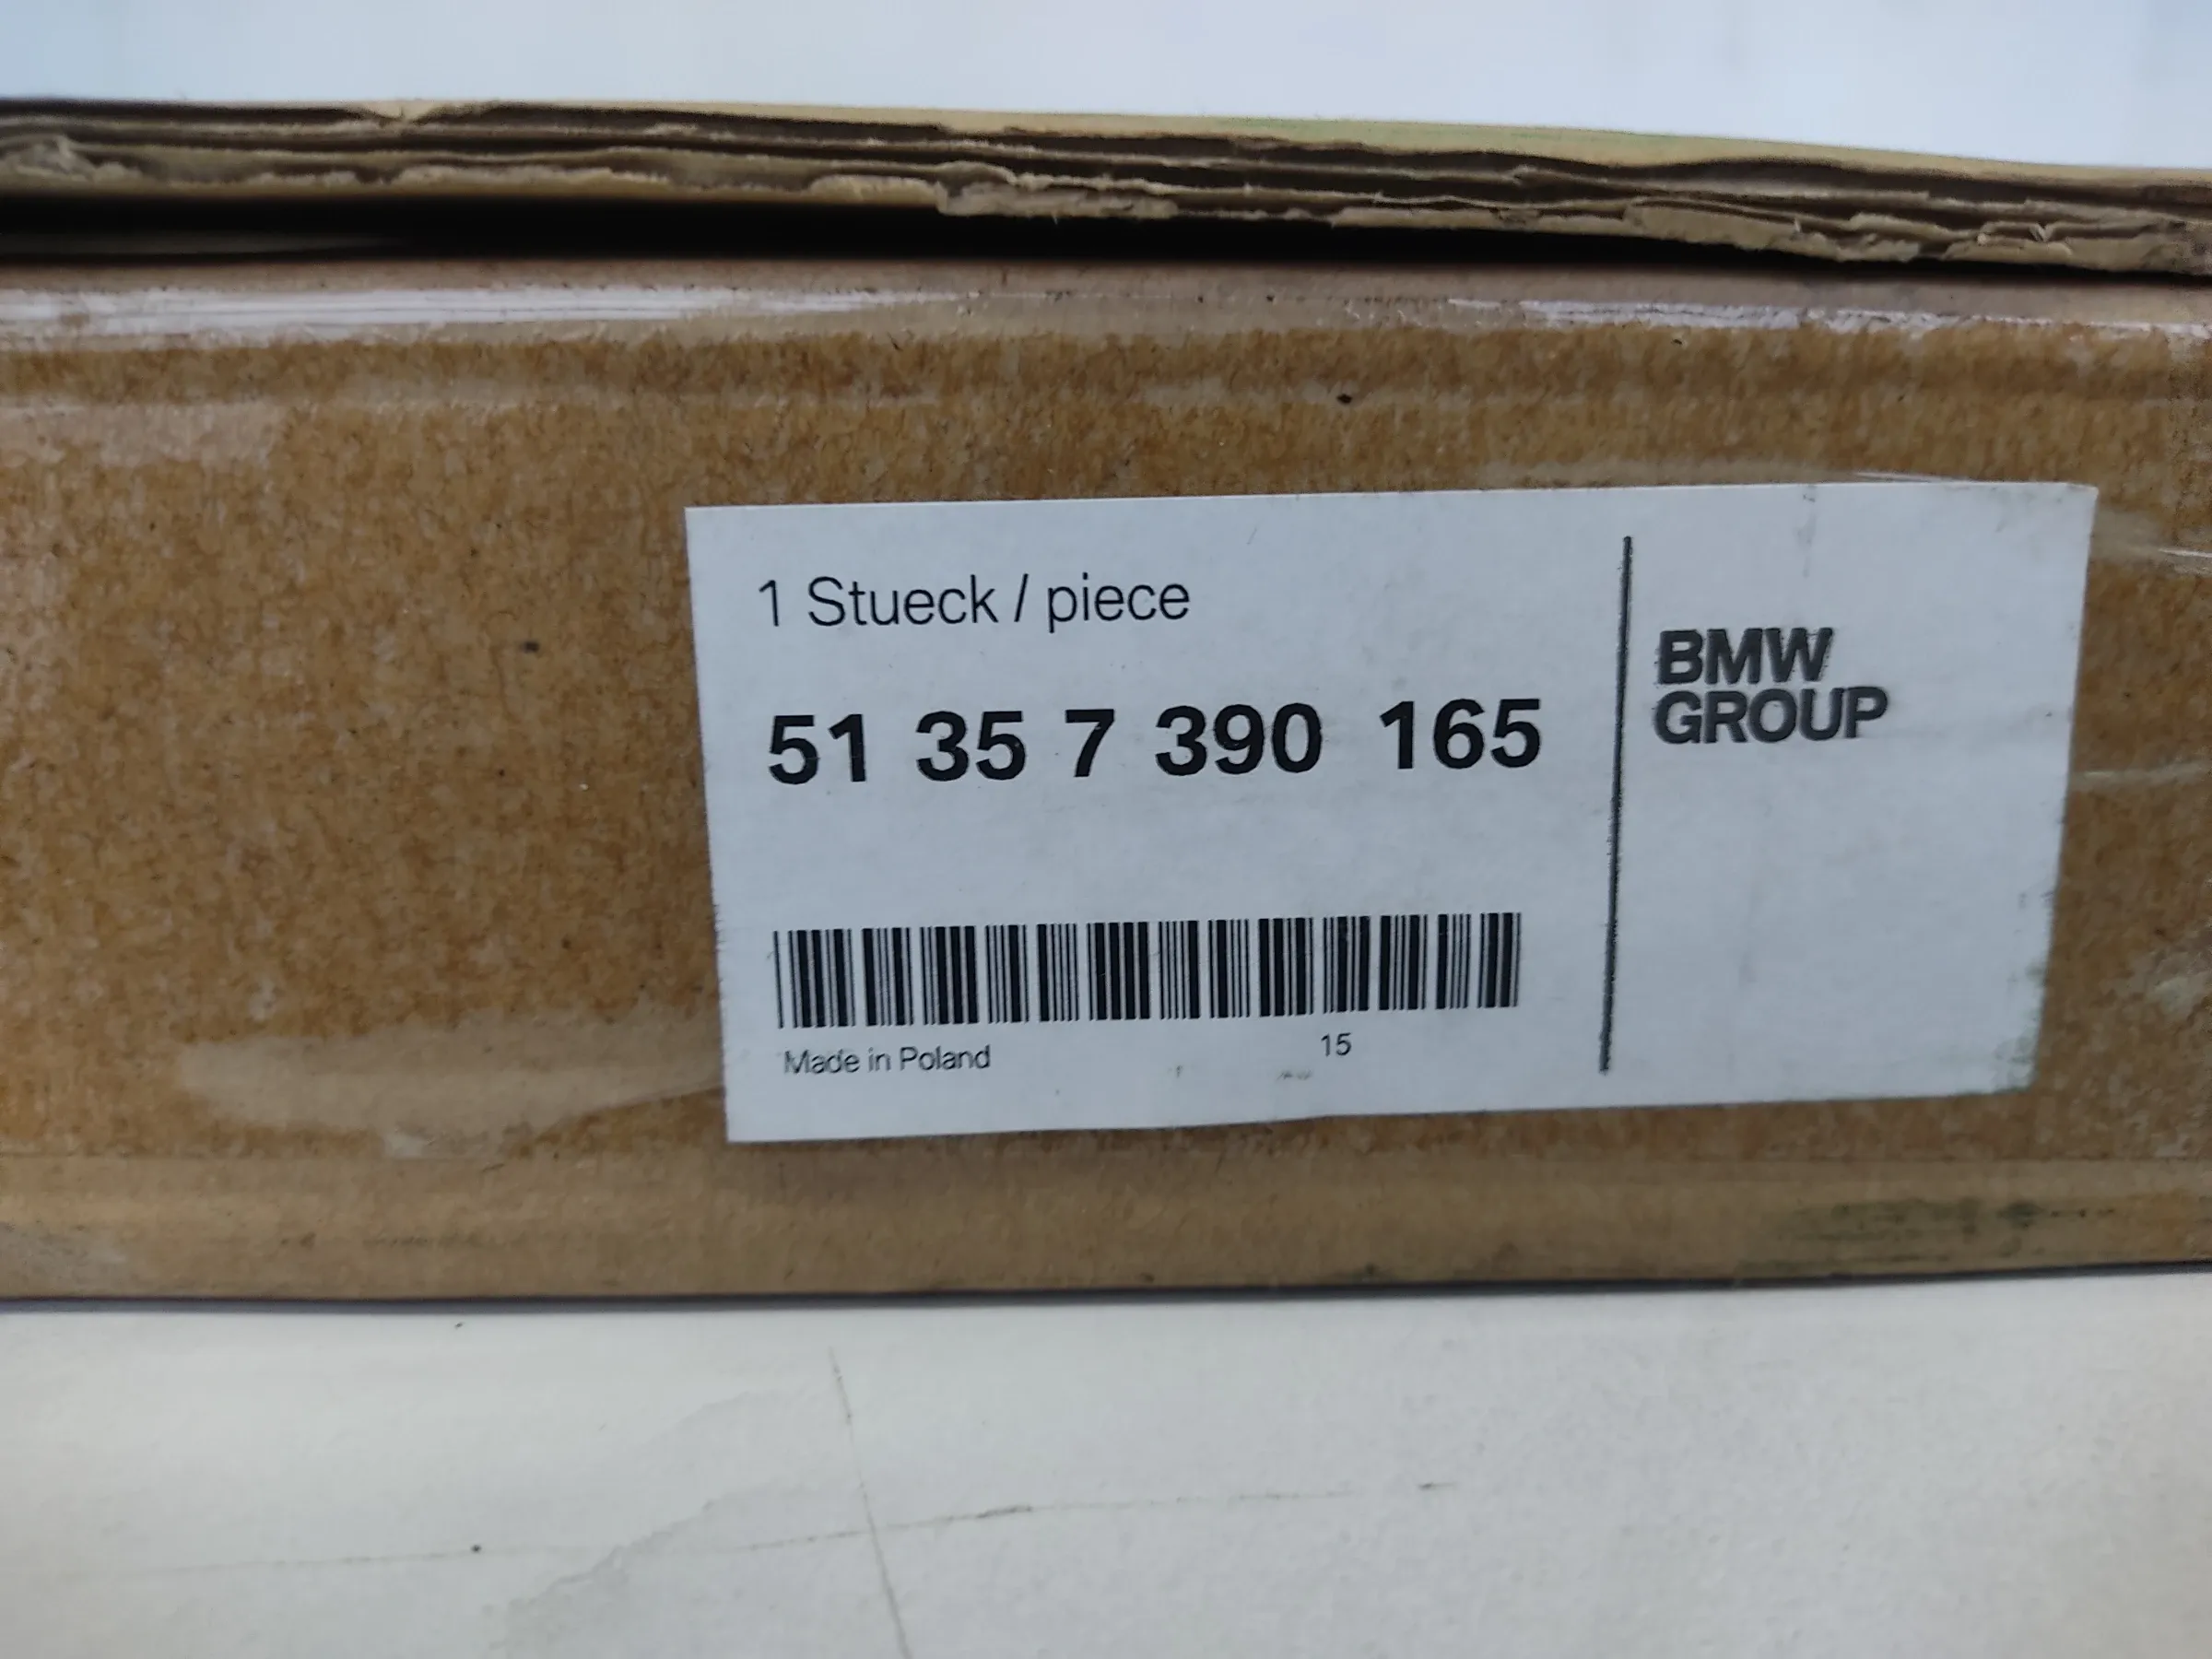 1 Stueck / piece
51 35 7 390 165
Made in Poland
15
BMW
GROUP